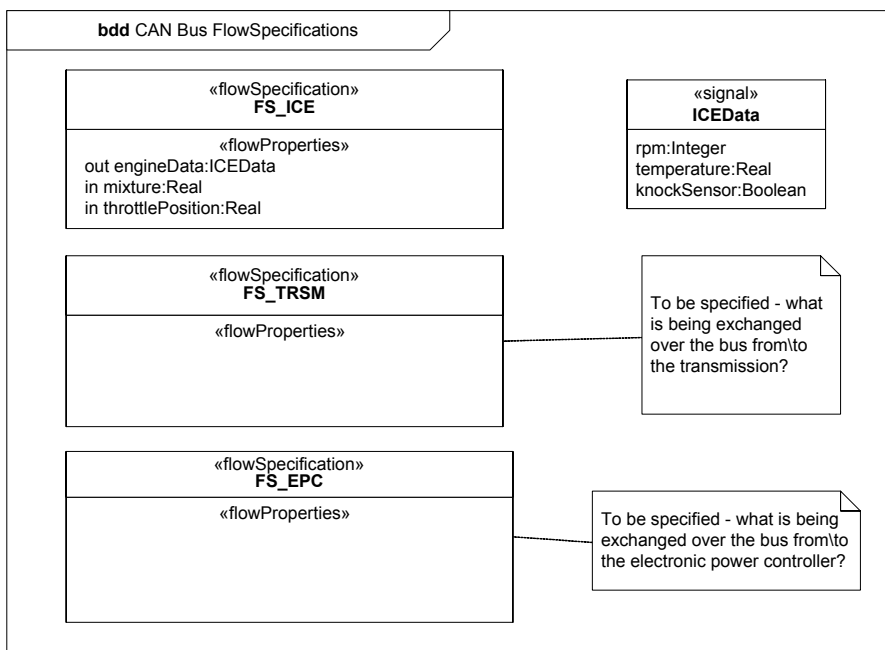 bdd CAN Bus FlowSpecifications
«flowSpecification»
FS_ICE
«flowProperties»
out engineData:ICEData
in mixture:Real
in throttlePosition:Real
«signal»
ICEData
rpm:Integer
temperature:Real
knockSensor:Boolean
«flowSpecification»
FS_TRSM
«flowProperties»
To be specified - what
is being exchanged
over the bus from\to
the transmission?
«flowSpecification»
FS_EPC
«flowProperties»
To be specified - what is being
exchanged over the bus from\to
the electronic power controller?